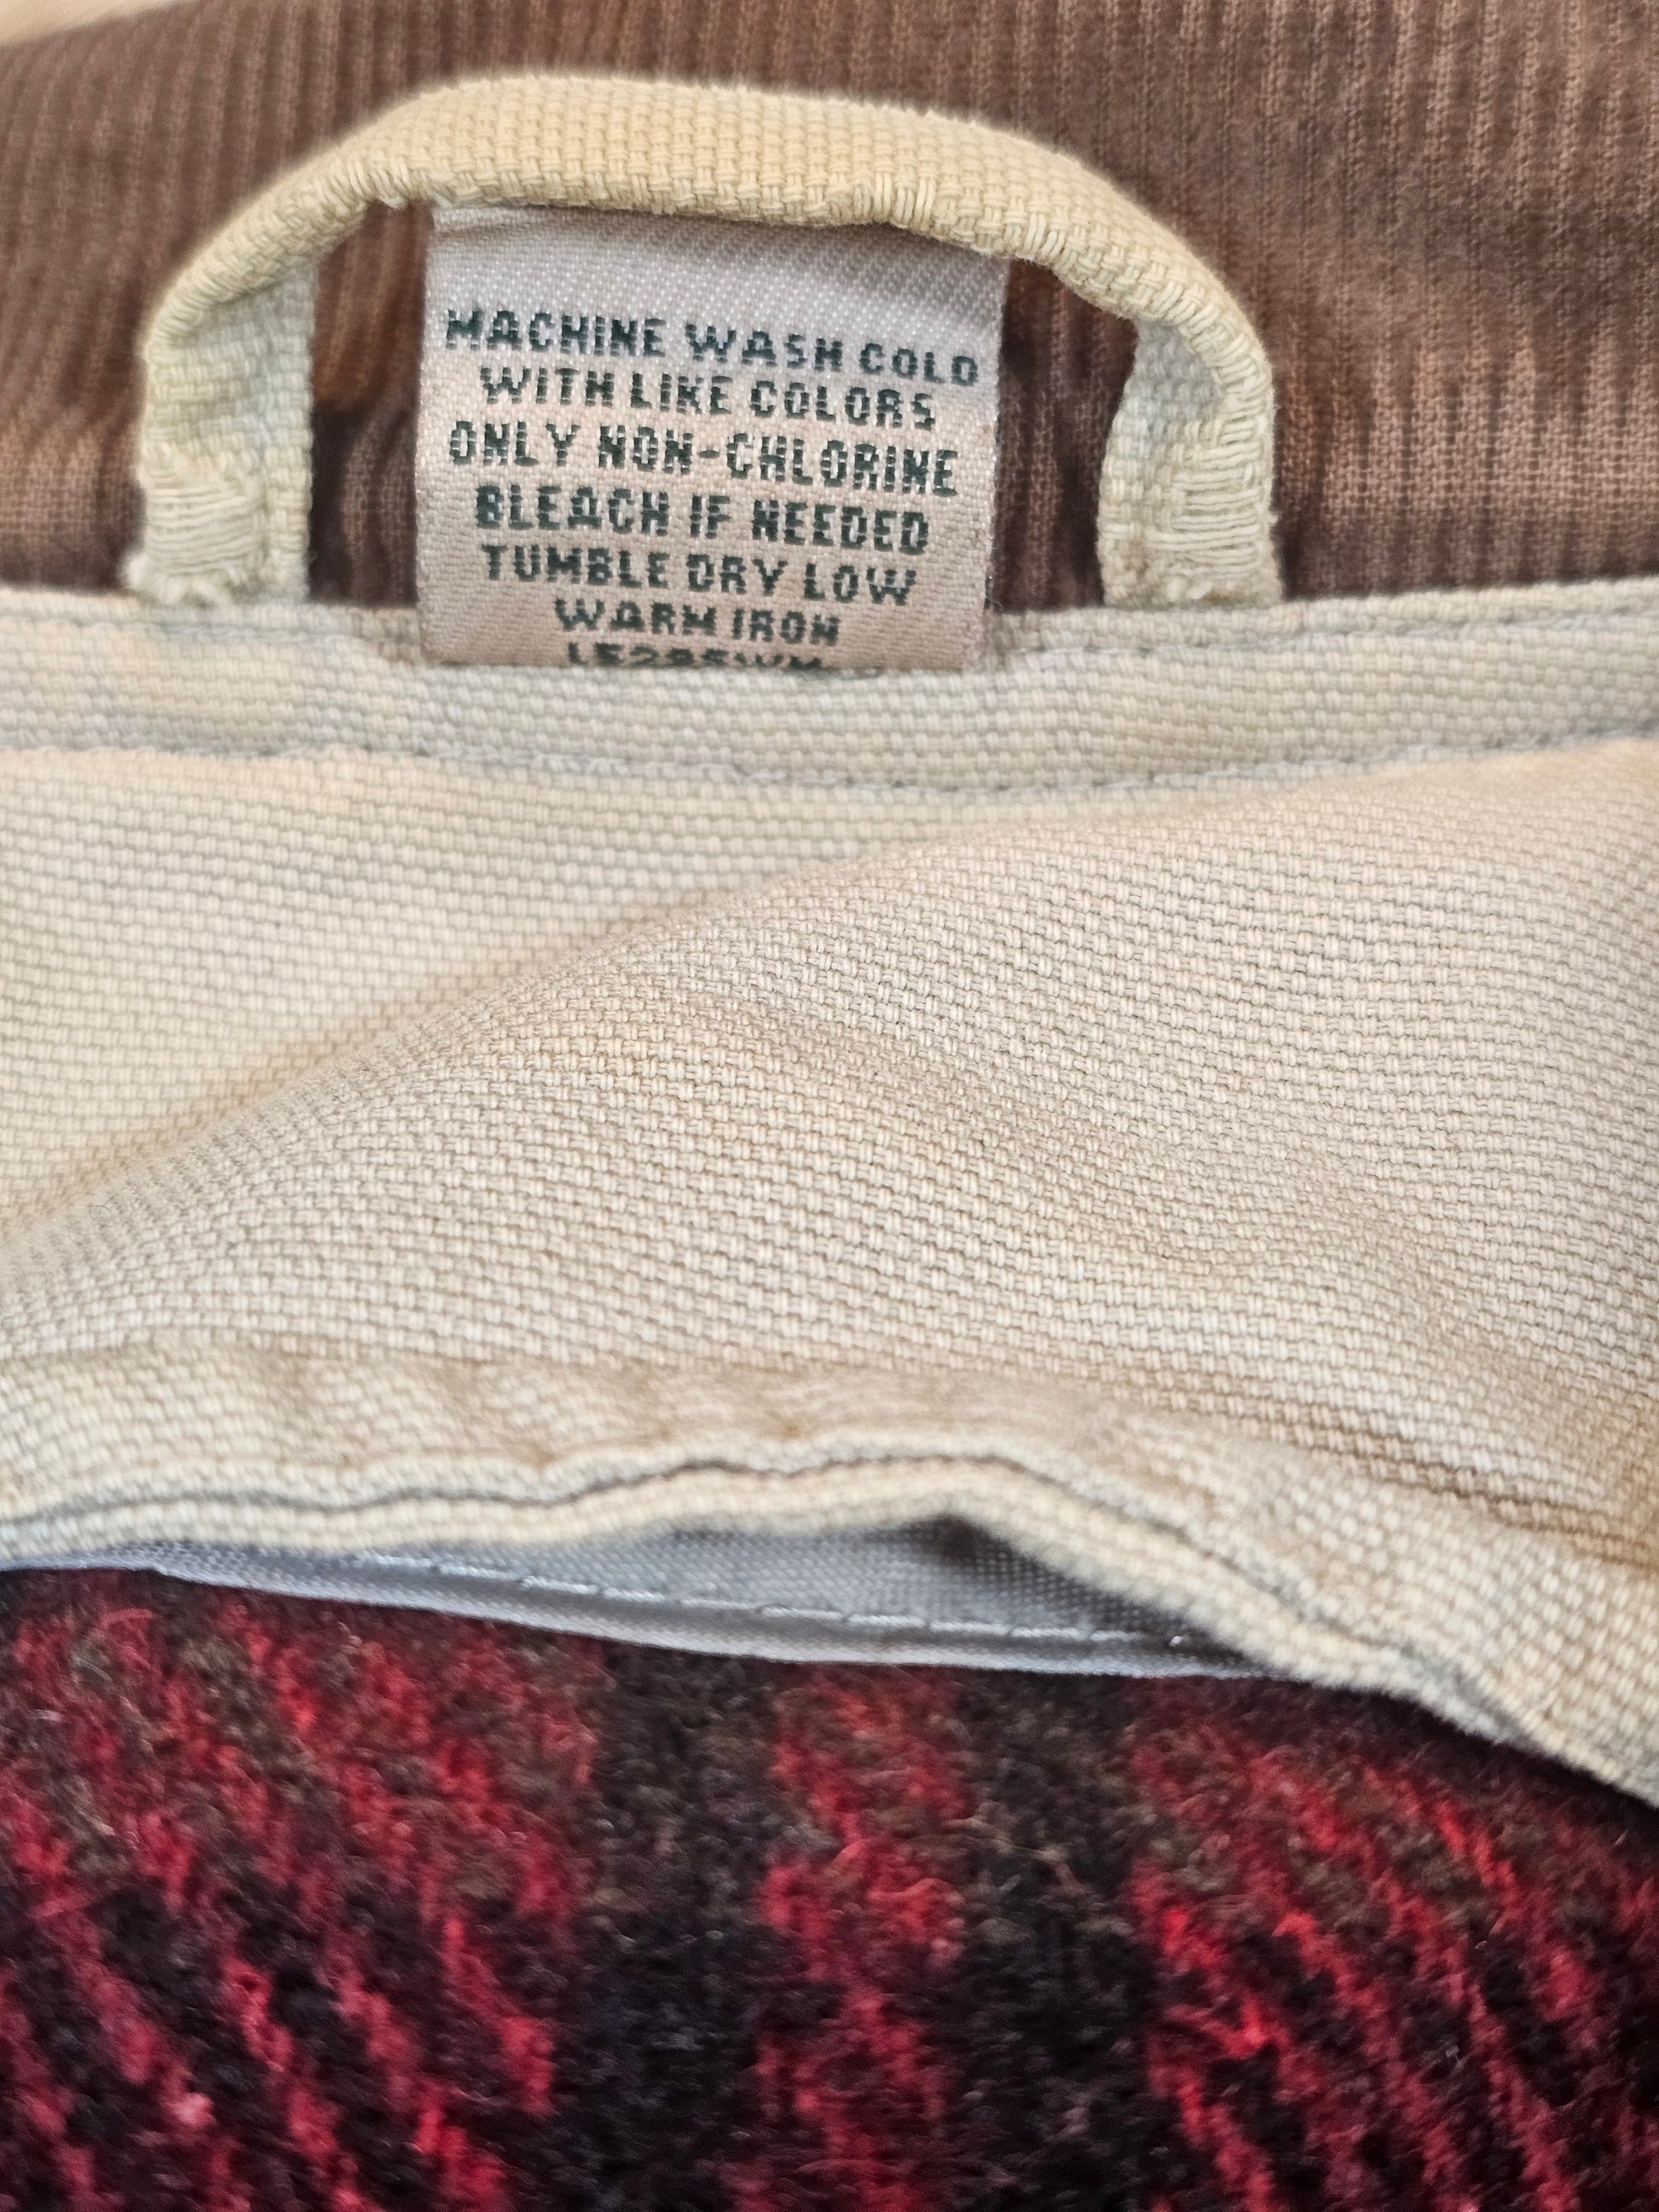 MACHINE WASH COLD
WITH LIKE COLORS
ONLY NON-CHLORINE
BLEACH IF NEEDED
TUMBLE DRY LOW
WARM IRON